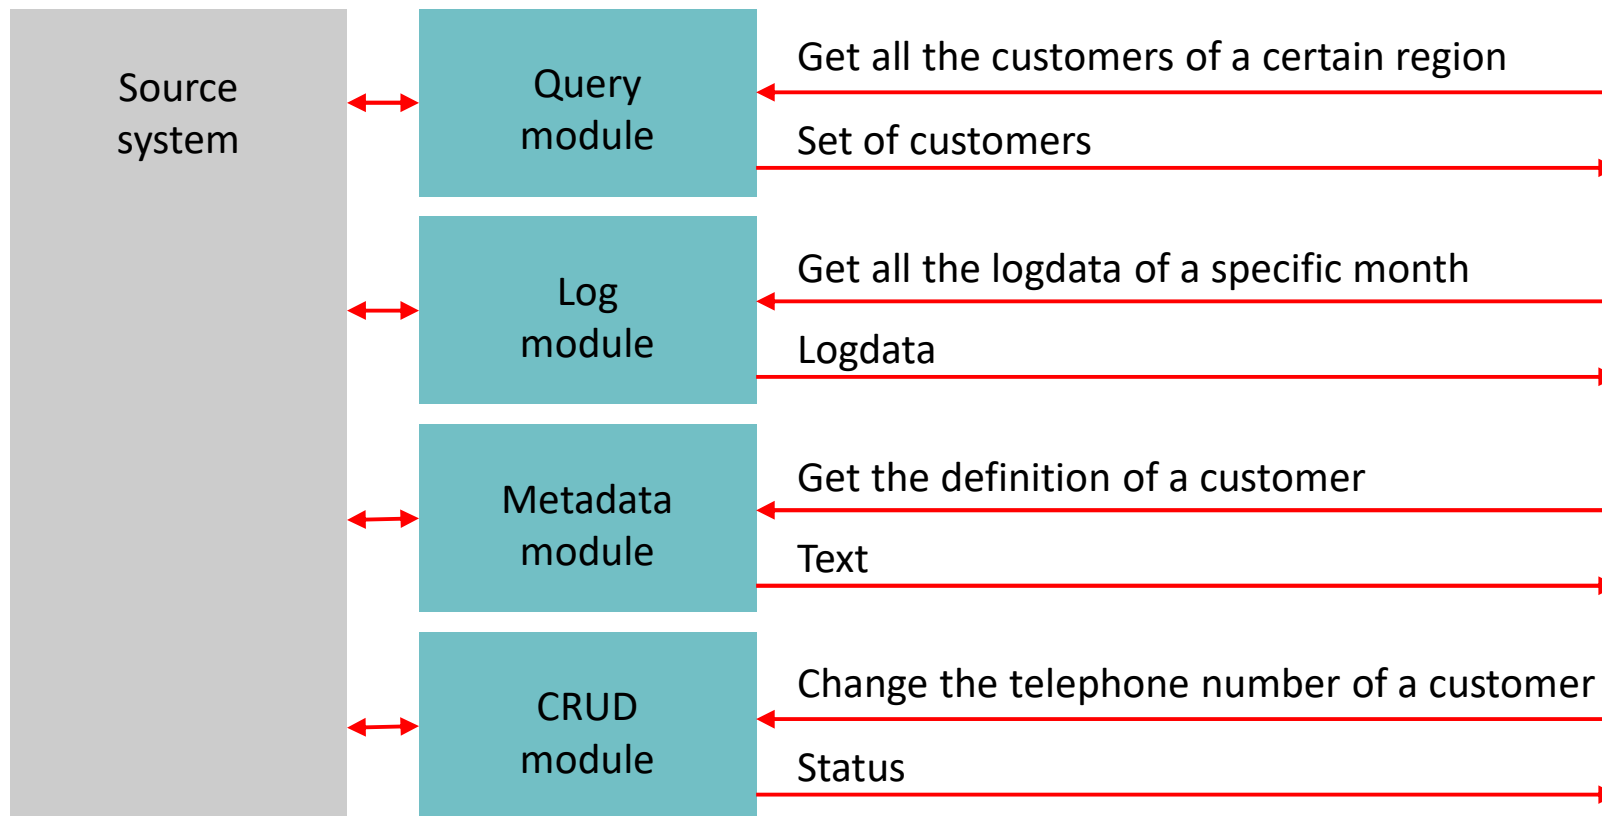 Source
system
Query
module
Get all the customers of a certain region
Set of customers
Log
module
Get all the logdata of a specific month
Logdata
Metadata
module
Get the definition of a customer
Text
CRUD
module
Change the telephone number of a customer
Status